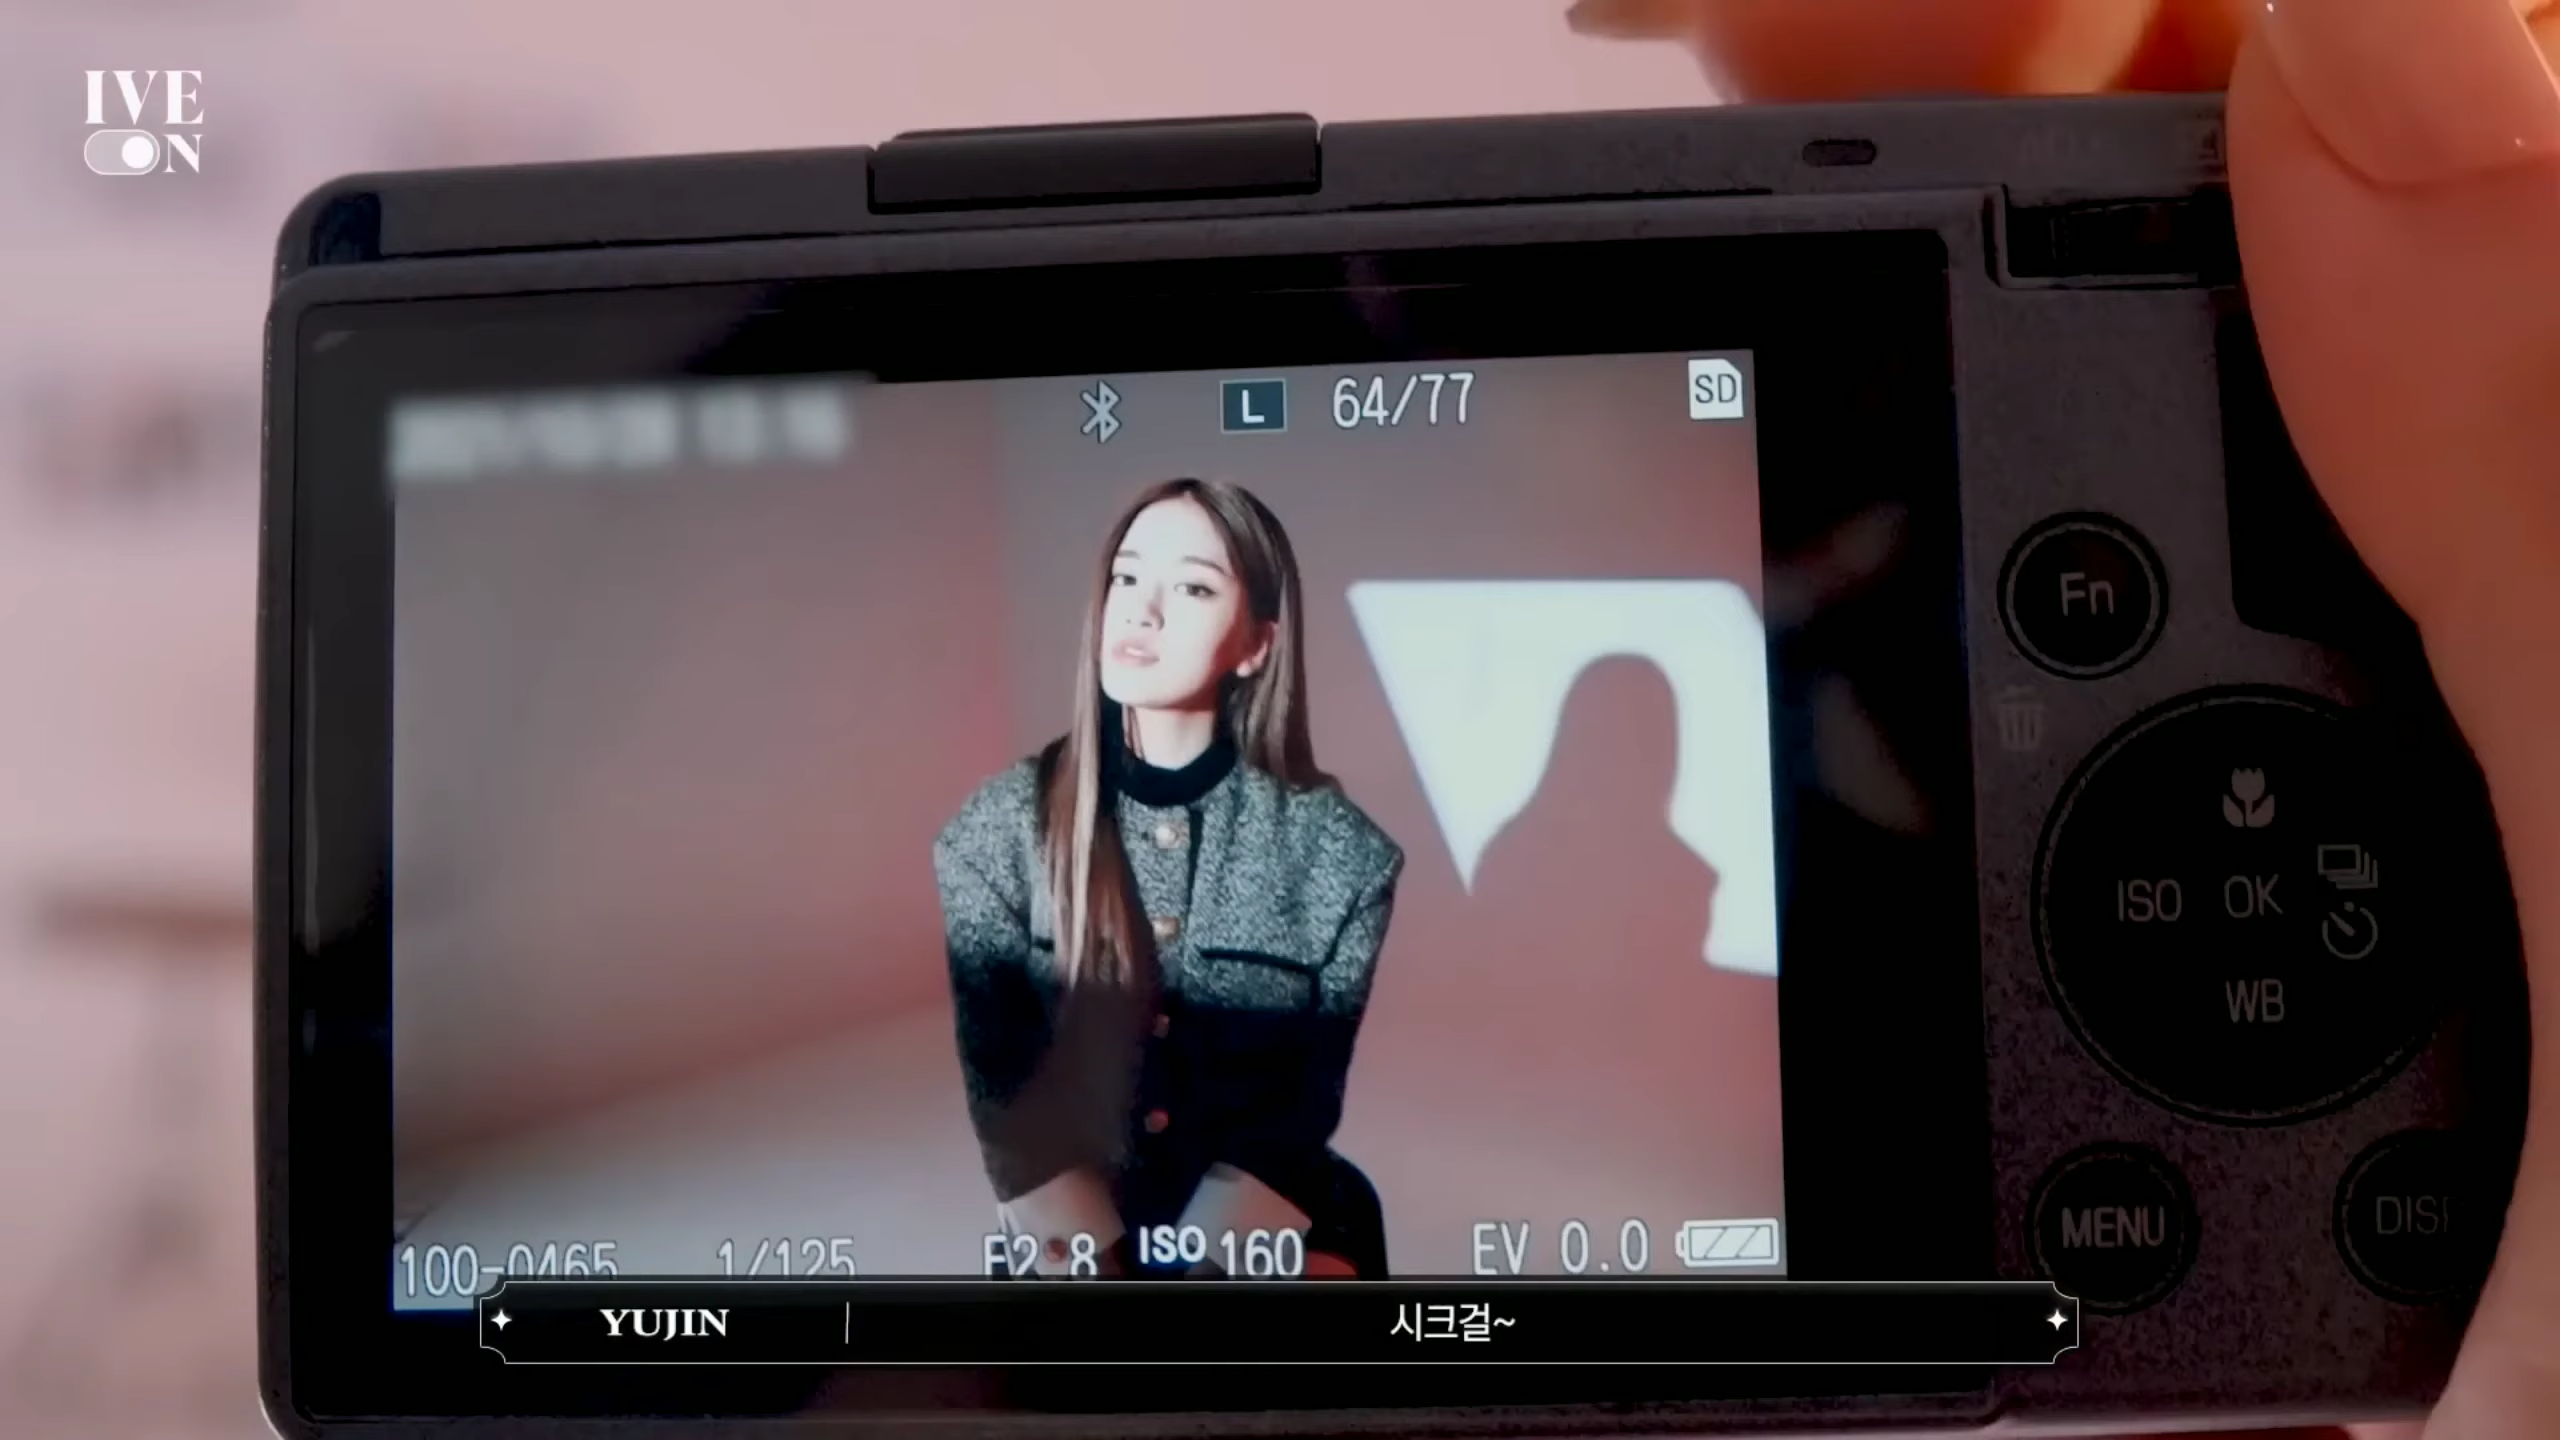 IVE
ON
L 64/77 SD
Fn
ISO OK
WB
100-0465 1/125 F2.8 ISO 160 EV 0.0
MENU
YUJIN 시크걸~